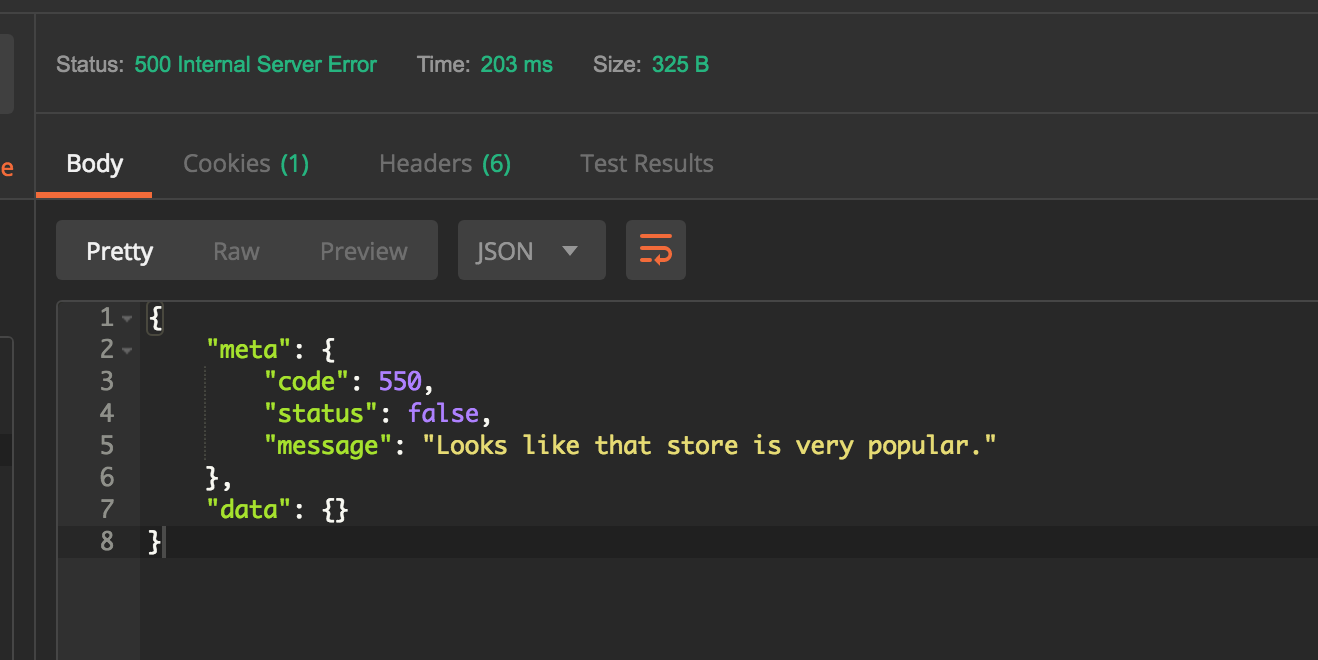 Status: 500 Internal Server Error Time: 203 ms Size: 325 B
e
Body Cookies (1) Headers (6) Test Results
Pretty Raw Preview JSON
1 {
2 "meta": {
3 "code": 550,
4 "status": false,
5 "message": "Looks like that store is very popular."
6 },
7 "data": {}
8 }